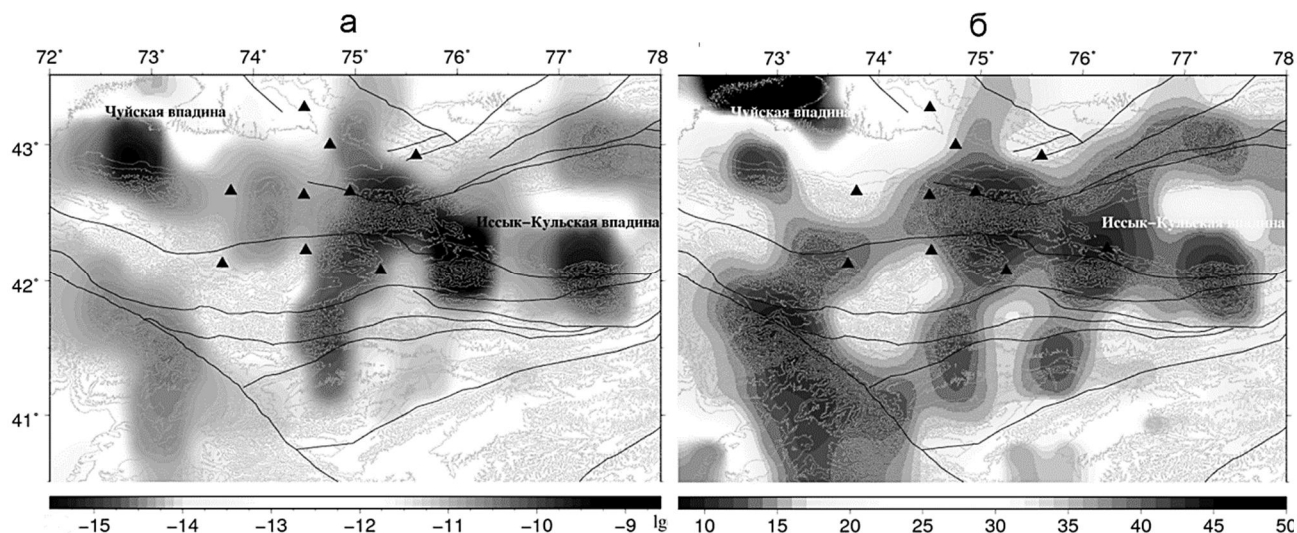 а б
72° 73° 74° 75° 76° 77° 78° 73° 74° 75° 76° 77° 78°
Чуйская впадина Чуйская впадина
43°
Иссык-Кульская впадина Иссык-Кульская впадина
42°
41°
−15 −14 −13 −12 −11 −10 −9 lg 10 15 20 25 30 35 40 45 50